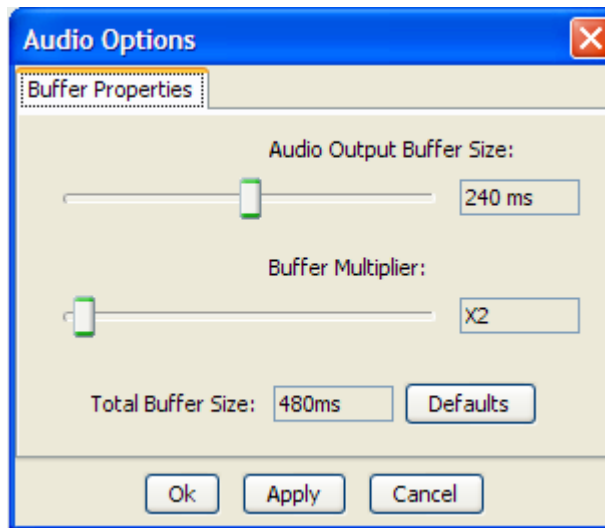 Audio Options
Buffer Properties
Audio Output Buffer Size:
240 ms
Buffer Multiplier:
X2
Total Buffer Size: 480ms Defaults
Ok Apply Cancel